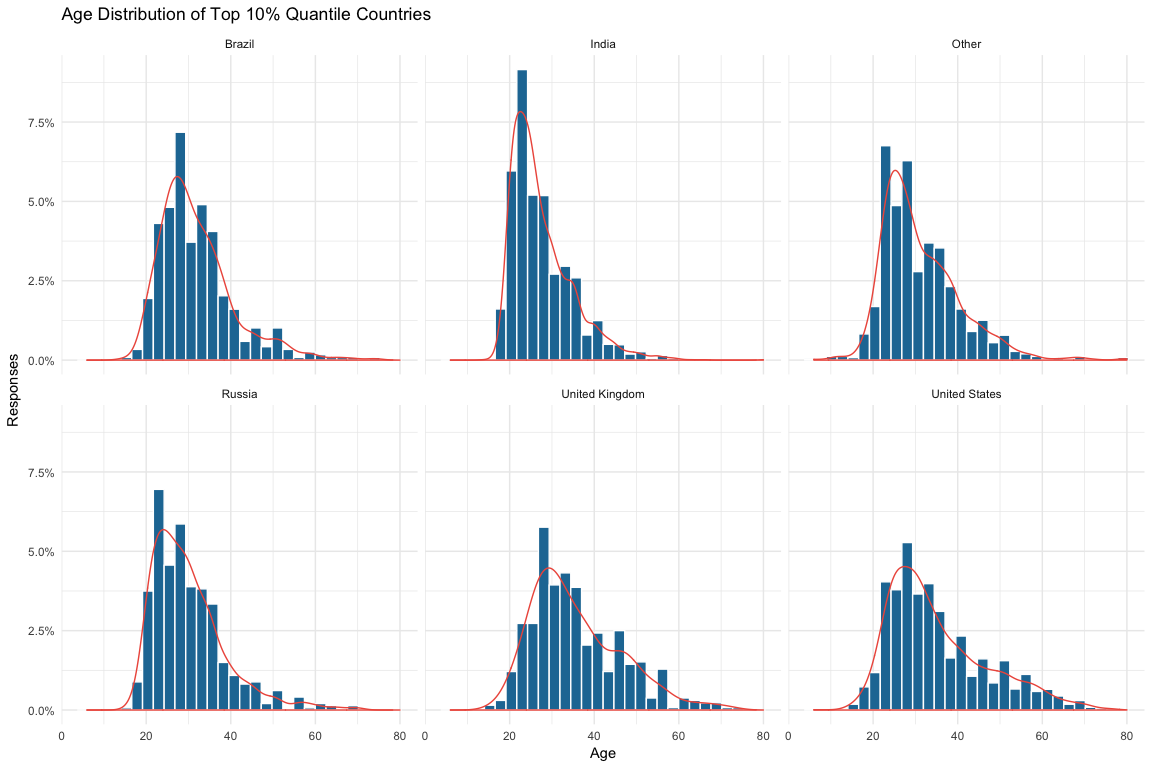 Age Distribution of Top 10% Quantile Countries
Brazil India Other
7.5%
5.0%
2.5%
0.0%
Russia United Kingdom United States
7.5%
5.0%
2.5%
0.0%
0 20 40 60 80 0 20 40 60 80 0 20 40 60 80
Responses
Age